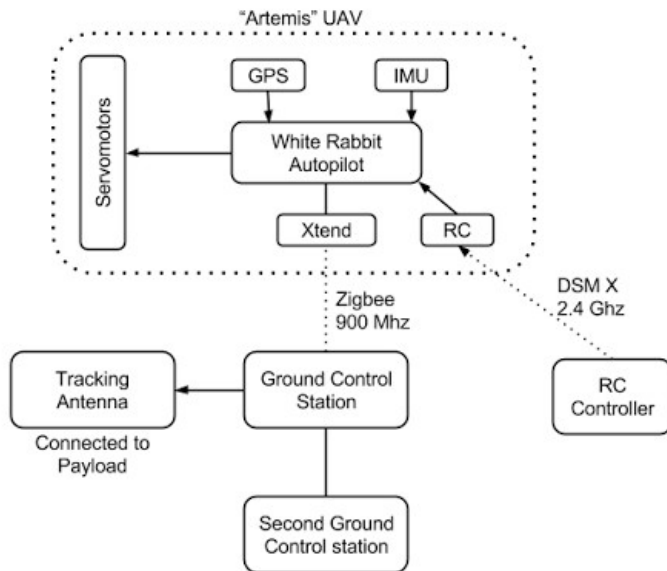 “Artemis” UAV
Servomotors
GPS
IMU
White Rabbit
Autopilot
Xtend
RC
Zigbee
900 Mhz
DSM X
2.4 Ghz
Tracking
Antenna
Connected to
Payload
Ground Control
Station
RC
Controller
Second Ground
Control station